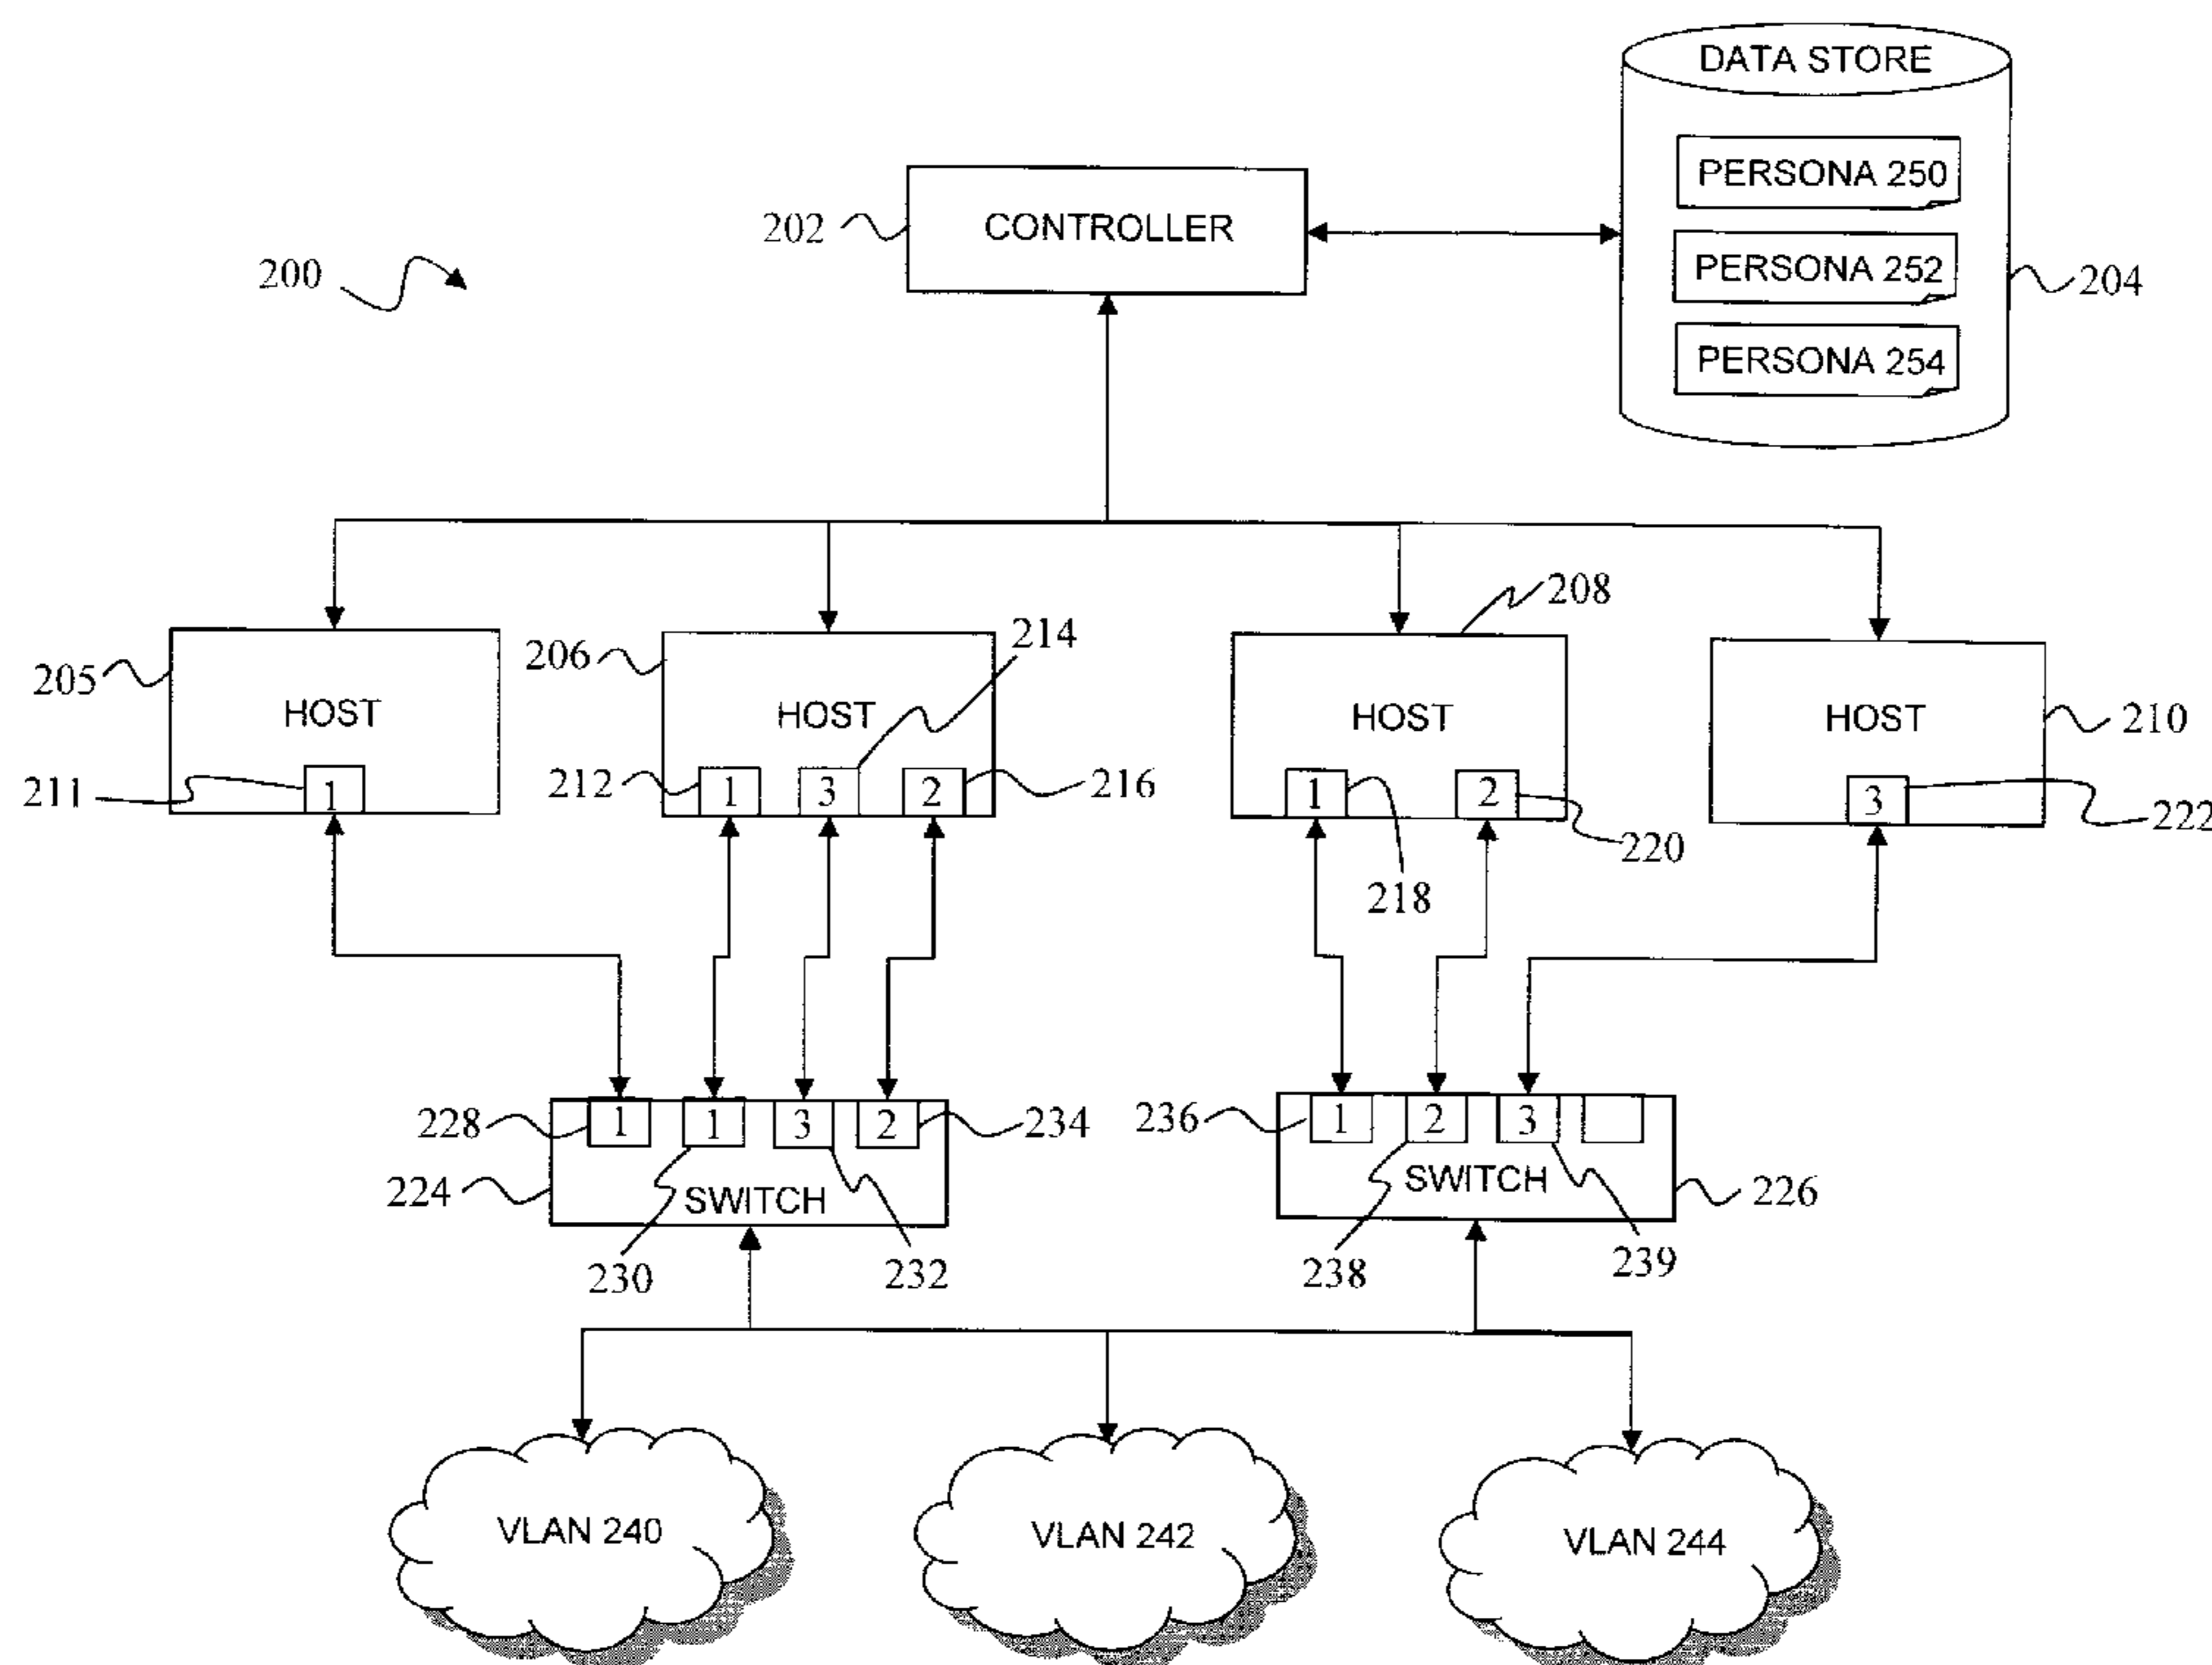 DATA STORE
PERSONA 250
202
CONTROLLER
200
PERSONA 252
204
PERSONA 254
208
214
205
206
HOST
HOST
HOST
HOST
210
211
1
212
1
3
2
216
1
2
3
222
220
218
228
1
1
3
2
234
236
1
2
3
224
SWITCH
SWITCH
226
230
232
238
239
VLAN 240
VLAN 242
VLAN 244